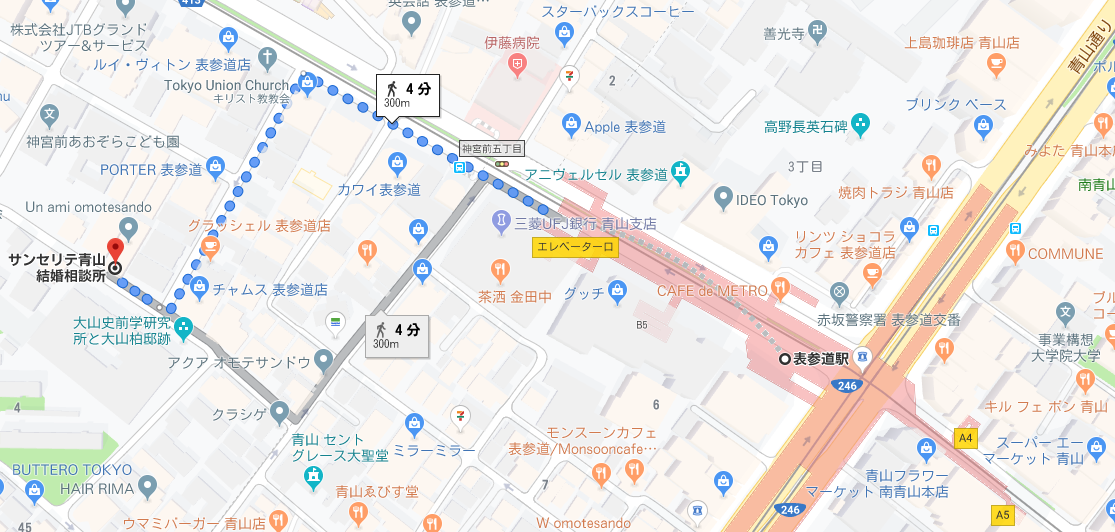 413
英会話 表参道...
スターバックスコーヒー
株式会社JTBグランド
ツアー&サービス
ルイ・ヴィトン 表参道店
伊藤病院
善光寺
上島珈琲店 青山店
青山通り
Tokyo Union Church
キリスト教教会
4 分
300m
2
ブリンク ベース
Apple 表参道
高野長英石碑
神宮前あおぞらこども園
神宮前五丁目
3丁目
みよた 青山本
PORTER 表参道
カワイ表参道
アニヴェルセル 表参道
焼肉トラジ 青山店
南青山
IDEO Tokyo
Un ami omotesando
グラッシェル 表参道店
三菱UFJ銀行 青山支店
エレベーター口
リンツ ショコラ
カフェ 表参道店
COMMUNE
サンセリテ青山
結婚相談所
チャムス 表参道店
茶洒 金田中
グッチ
CAFE de METRO
大山史前学研究
所と大山柏邸跡
4 分
300m
B5
赤坂警察署 表参道交番
事業構想
大学院大学
アクア オモテサンドウ
表参道駅
246
4
クラシゲ
6
キル フェ ボン 青山
青山 セント
グレース大聖堂
ミラーミラー
モンスーンカフェ
表参道/Monsooncafe...
A4
スーパー エー
マーケット 青山
BUTTERO TOKYO
HAIR RIMA
7
青山フラワー
マーケット 南青山本店
青山ゑびす堂
A5
45
ウマミバーガー 青山店
W omotesando
246